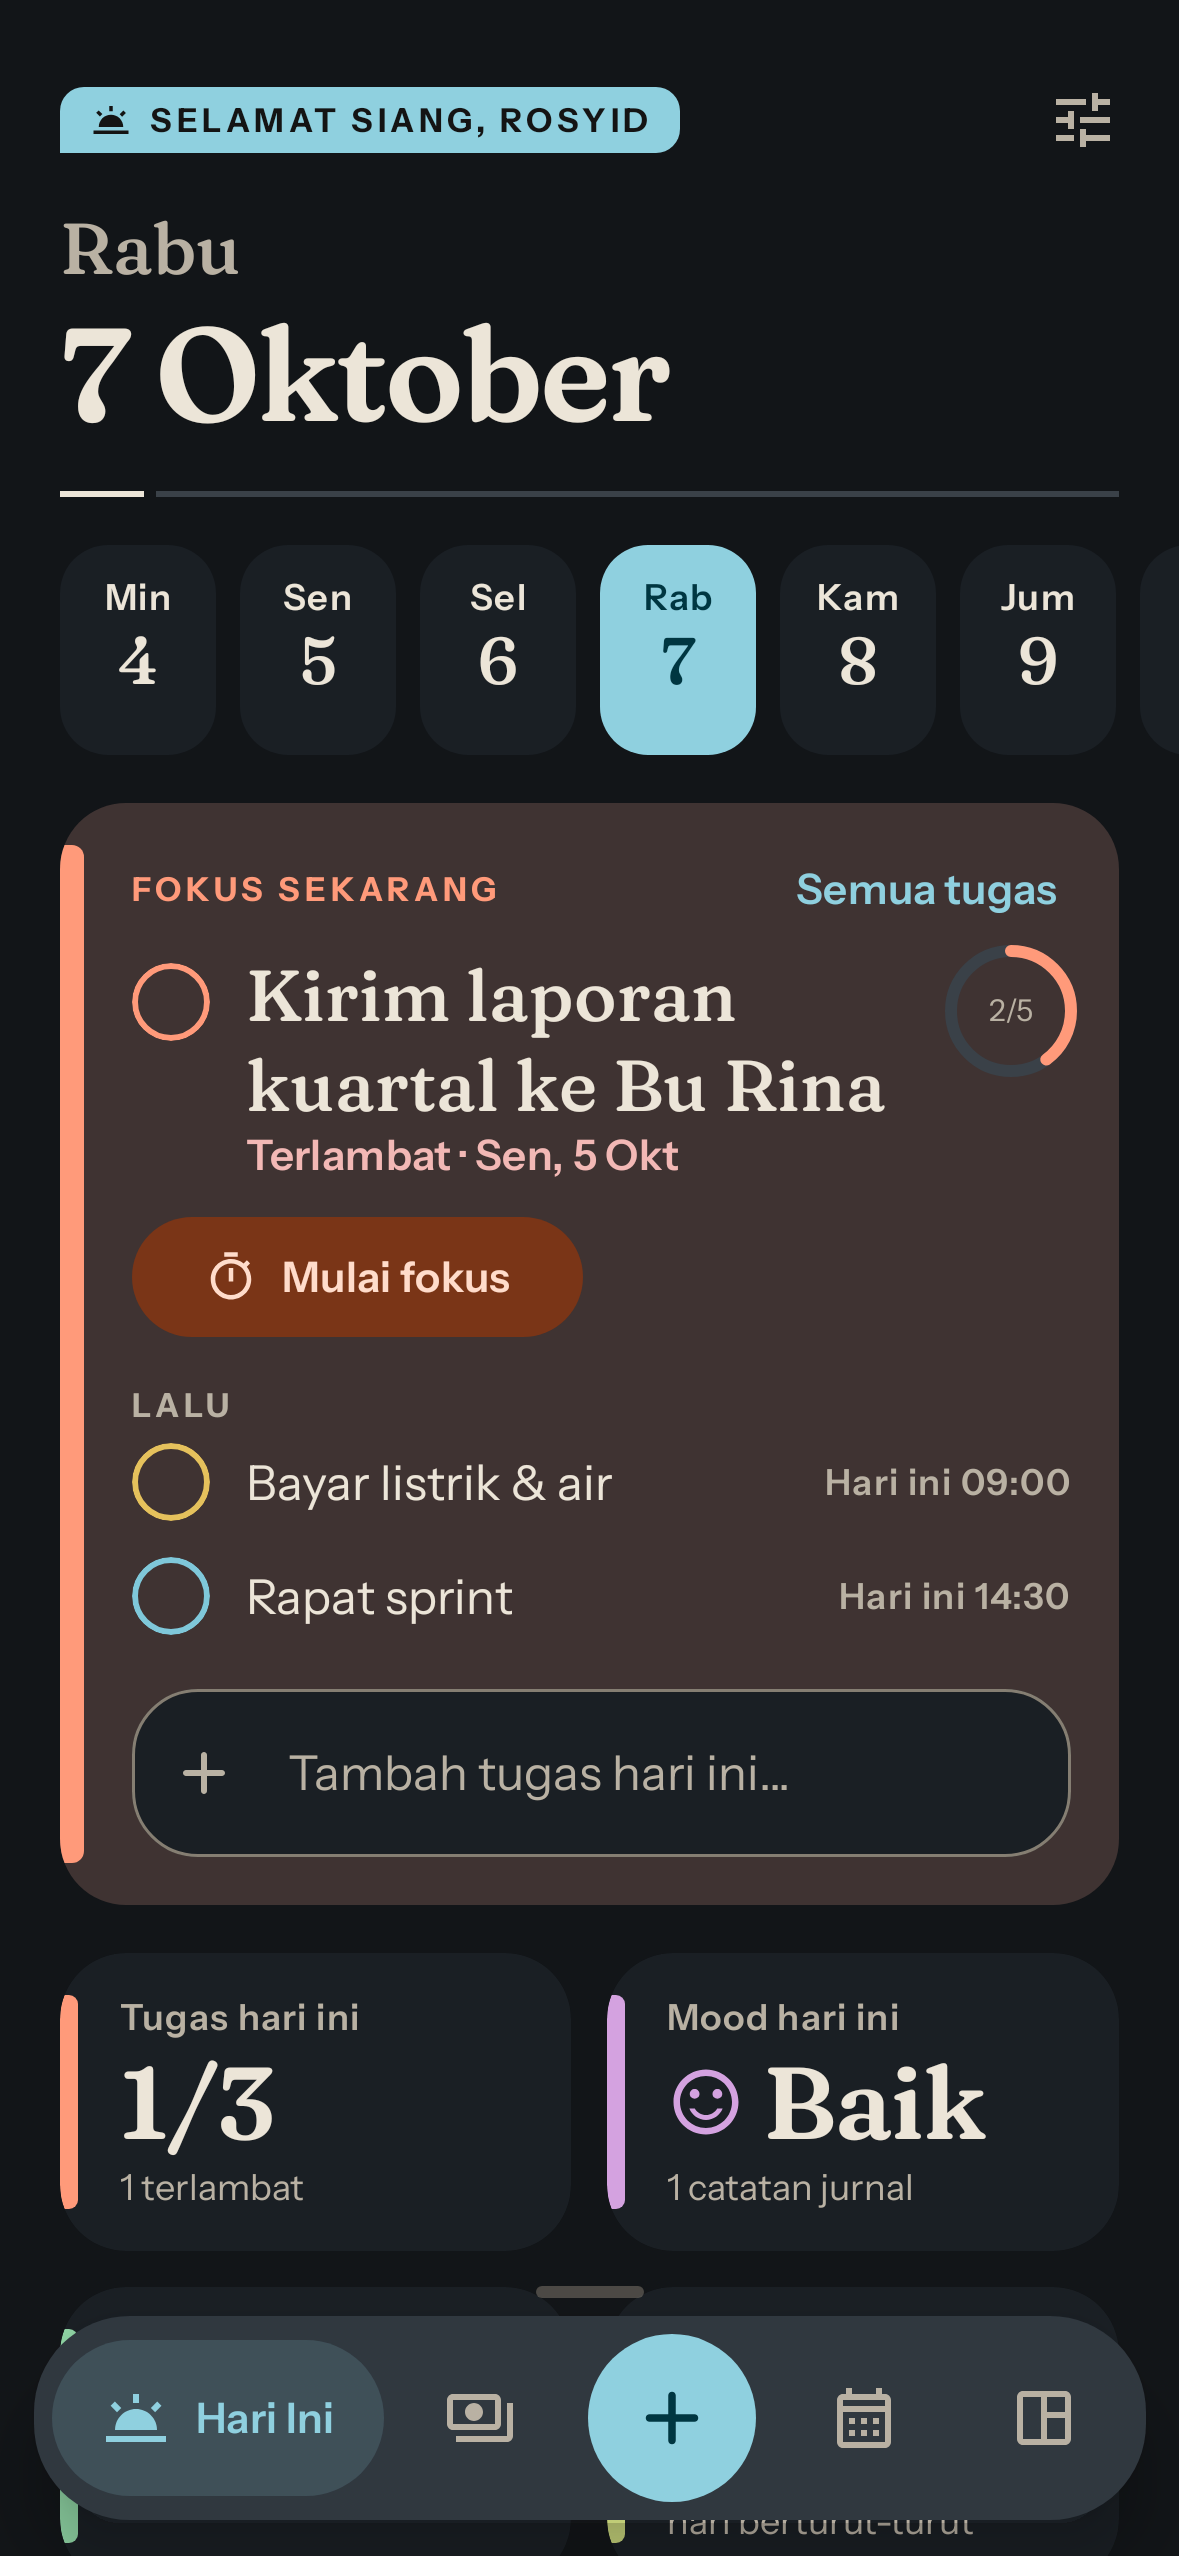 SELAMAT SIANG, ROSYID
Rabu
7 Oktober
Min
4
Sen
5
Sel
6
Rab
7
Kam
8
Jum
9
FOKUS SEKARANG
Semua tugas
Kirim laporan
kuartal ke Bu Rina
2/5
Terlambat · Sen, 5 Okt
Mulai fokus
LALU
Bayar listrik & air
Hari ini 09:00
Rapat sprint
Hari ini 14:30
Tambah tugas hari ini...
Tugas hari ini
1/3
1 terlambat
Mood hari ini
Baik
1 catatan jurnal
Hari Ini
hari berturut-turut